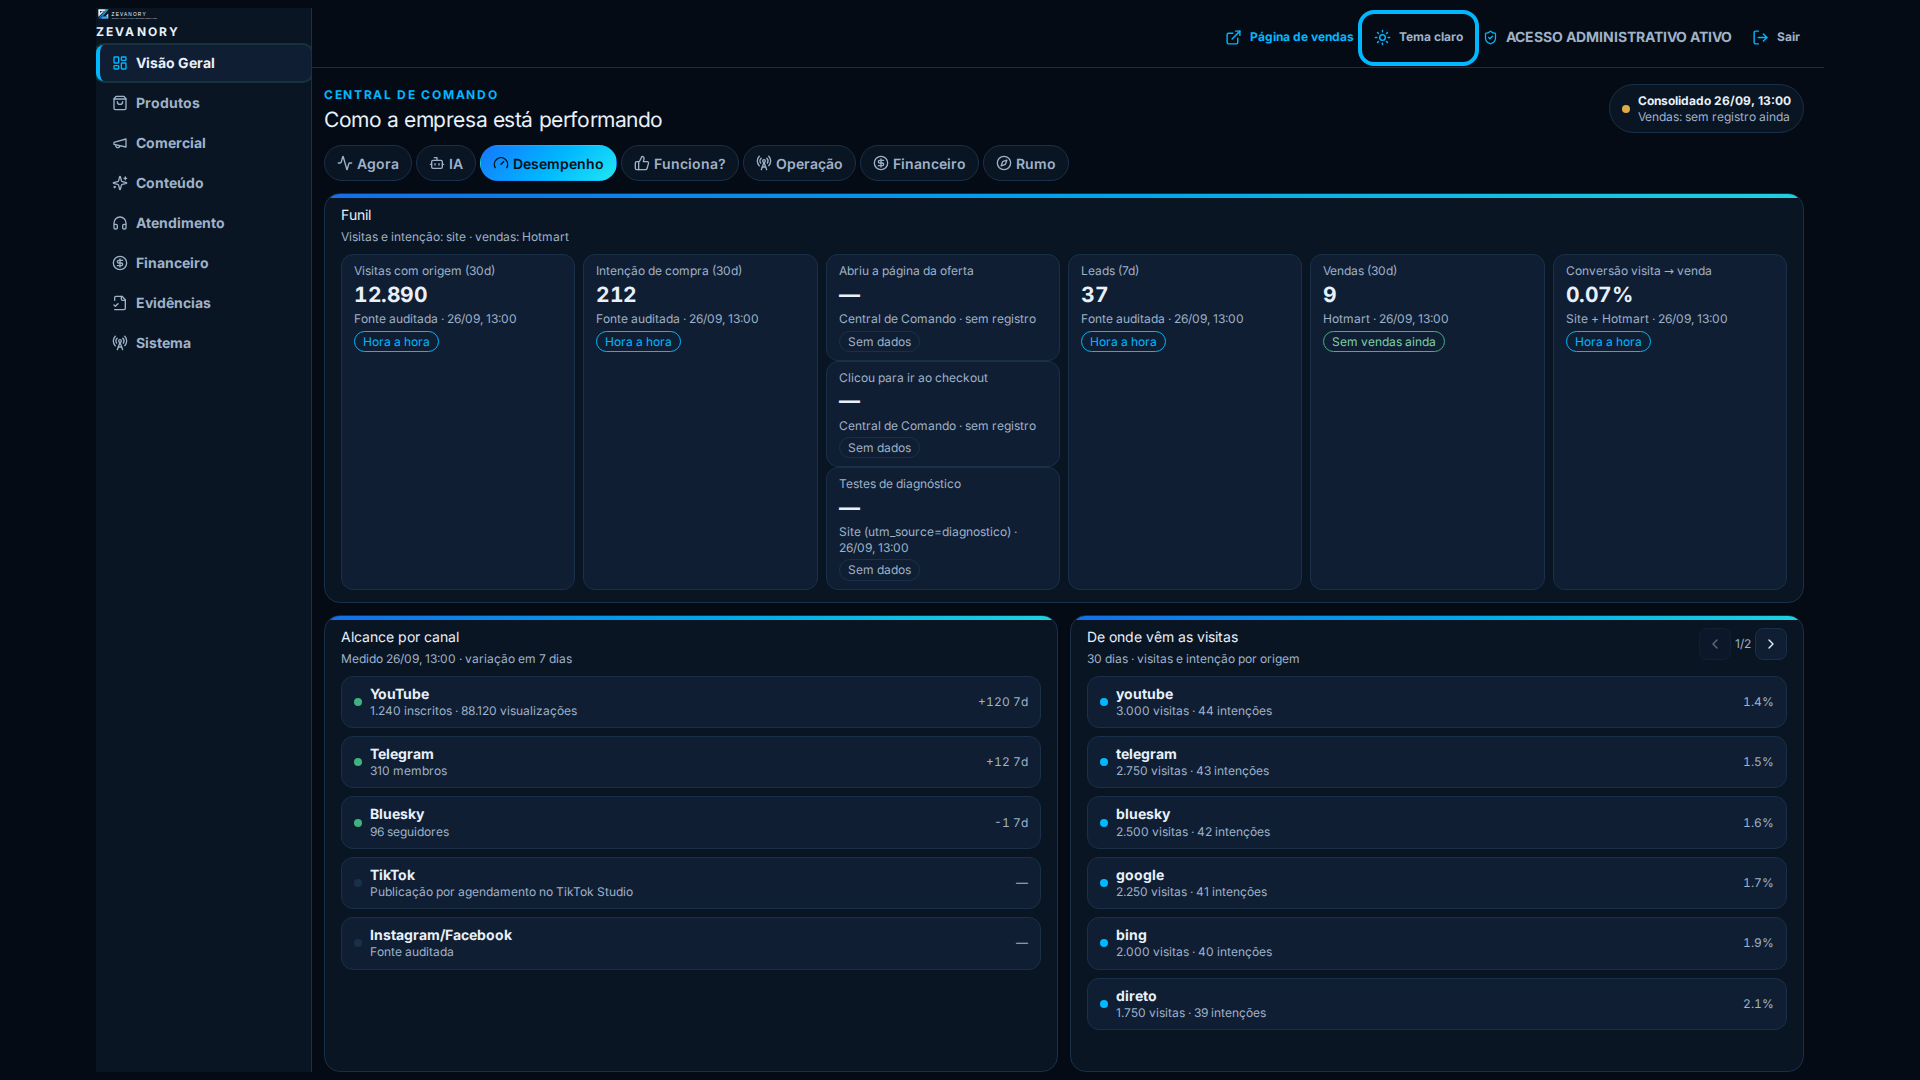 ZEVANORY
ZEVANORY
Página de vendas
Tema claro
ACESSO ADMINISTRATIVO ATIVO
Sair
Visão Geral
Produtos
Comercial
Conteúdo
Atendimento
Financeiro
Evidências
Sistema
CENTRAL DE COMANDO
Como a empresa está performando
Consolidado 26/09, 13:00
Vendas: sem registro ainda
Agora
IA
Desempenho
Funciona?
Operação
Financeiro
Rumo
Funil
Visitas e intenção: site · vendas: Hotmart
Visitas com origem (30d)
12.890
Fonte auditada · 26/09, 13:00
Hora a hora
Intenção de compra (30d)
212
Fonte auditada · 26/09, 13:00
Hora a hora
Abriu a página da oferta
—
Central de Comando · sem registro
Sem dados
Clicou para ir ao checkout
—
Central de Comando · sem registro
Sem dados
Testes de diagnóstico
—
Site (utm_source=diagnostico) ·
26/09, 13:00
Sem dados
Leads (7d)
37
Fonte auditada · 26/09, 13:00
Hora a hora
Vendas (30d)
9
Hotmart · 26/09, 13:00
Sem vendas ainda
Conversão visita → venda
0.07%
Site + Hotmart · 26/09, 13:00
Hora a hora
Alcance por canal
Medido 26/09, 13:00 · variação em 7 dias
YouTube
1.240 inscritos · 88.120 visualizações
+120 7d
Telegram
310 membros
+12 7d
Bluesky
96 seguidores
-1 7d
TikTok
Publicação por agendamento no TikTok Studio
—
Instagram/Facebook
Fonte auditada
—
De onde vêm as visitas
30 dias · visitas e intenção por origem
1/2
youtube
3.000 visitas · 44 intenções
1.4%
telegram
2.750 visitas · 43 intenções
1.5%
bluesky
2.500 visitas · 42 intenções
1.6%
google
2.250 visitas · 41 intenções
1.7%
bing
2.000 visitas · 40 intenções
1.9%
direto
1.750 visitas · 39 intenções
2.1%